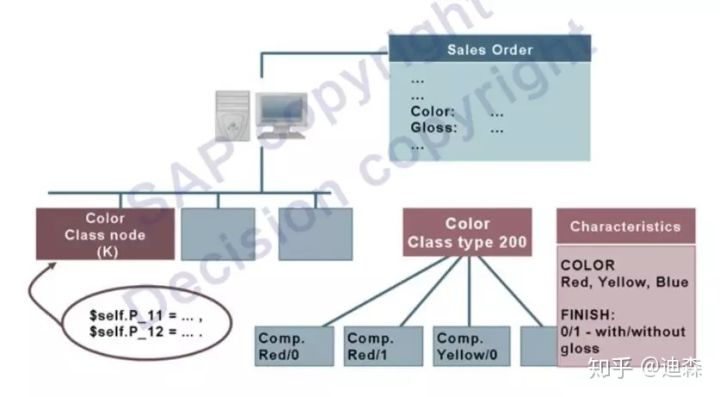 Sales Order
...
...
Color: ...
Gloss: ...
...
SAP copyright
Decision copyright
Color
Class node
(K)
Color
Class type 200
Characteristics
COLOR
Red, Yellow, Blue
FINISH:
0/1 - with/without
gloss
$self.P_11 = ... ,
$self.P_12 = ... .
Comp.
Red/0
Comp.
Red/1
Comp.
Yellow/0
知乎 @迪森